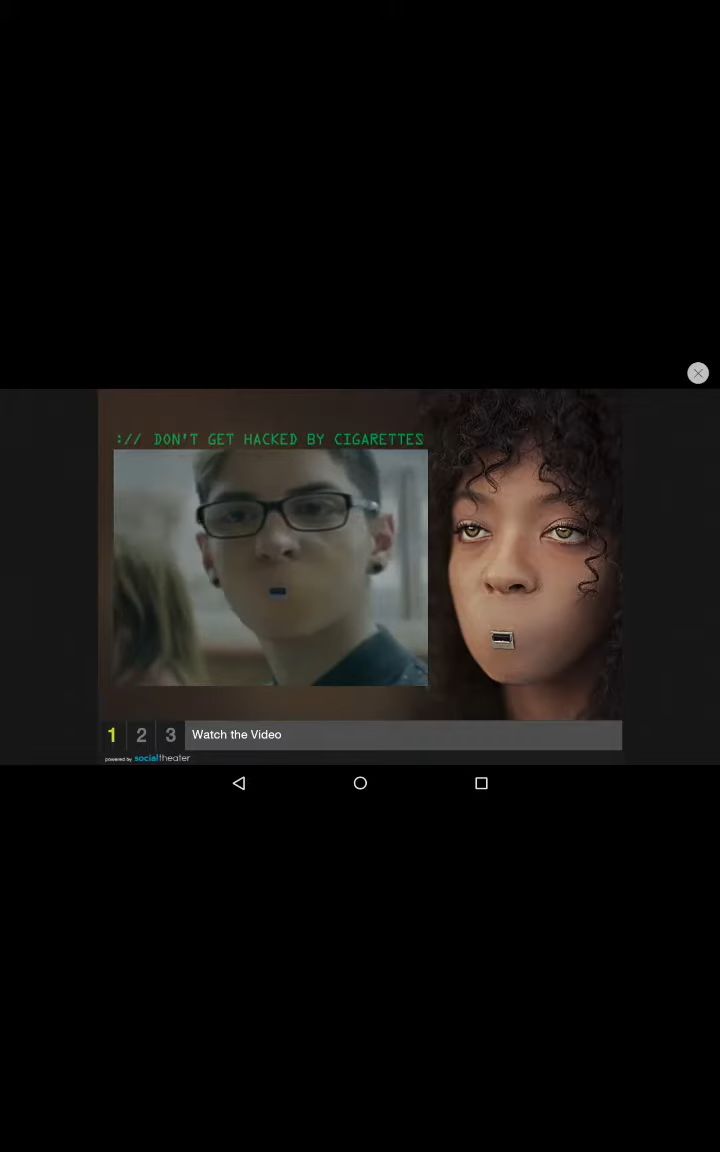 :// DON'T GET HACKED BY CIGARETTES
1 2 3 Watch the Video
powered by socialtheater